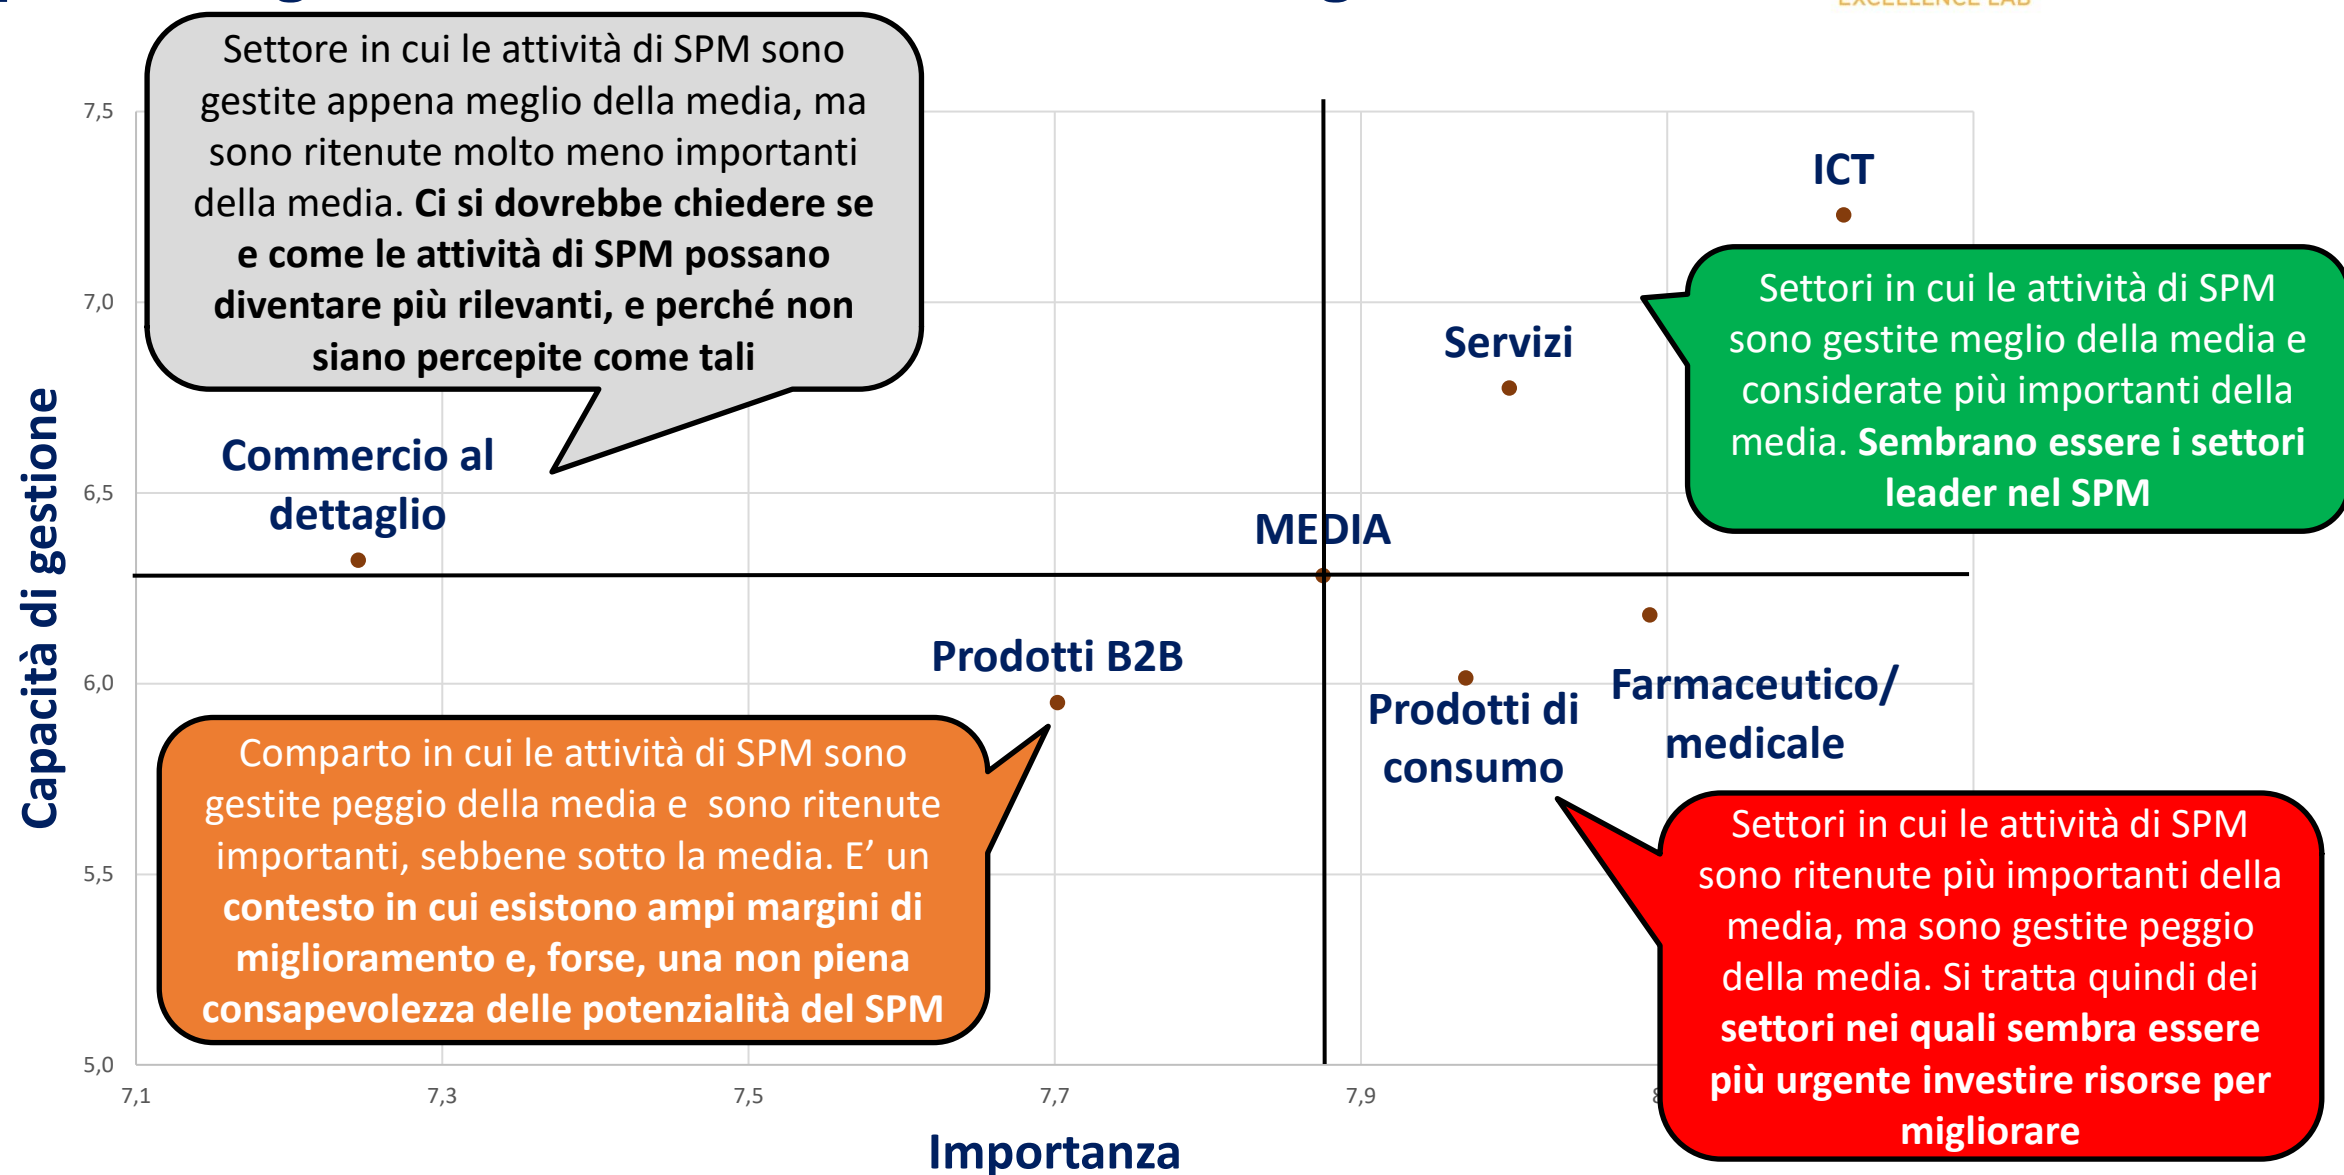 EXCELLENCE LAB
Settore in cui le attività di SPM sono
gestite appena meglio della media, ma
sono ritenute molto meno importanti
della media. Ci si dovrebbe chiedere se
e come le attività di SPM possano
diventare più rilevanti, e perché non
siano percepite come tali
7,5
7,0
6,5
6,0
5,5
5,0
Capacità di gestione
ICT
Servizi
Settori in cui le attività di SPM
sono gestite meglio della media e
considerate più importanti della
media. Sembrano essere i settori
leader nel SPM
Commercio al
dettaglio
MEDIA
Prodotti B2B
Prodotti di
consumo
Farmaceutico/
medicale
Comparto in cui le attività di SPM sono
gestite peggio della media e  sono ritenute
importanti, sebbene sotto la media. E’ un
contesto in cui esistono ampi margini di
miglioramento e, forse, una non piena
consapevolezza delle potenzialità del SPM
Settori in cui le attività di SPM
sono ritenute più importanti della
media, ma sono gestite peggio
della media. Si tratta quindi dei
settori nei quali sembra essere
più urgente investire risorse per
migliorare
7,1
7,3
7,5
7,7
7,9
Importanza